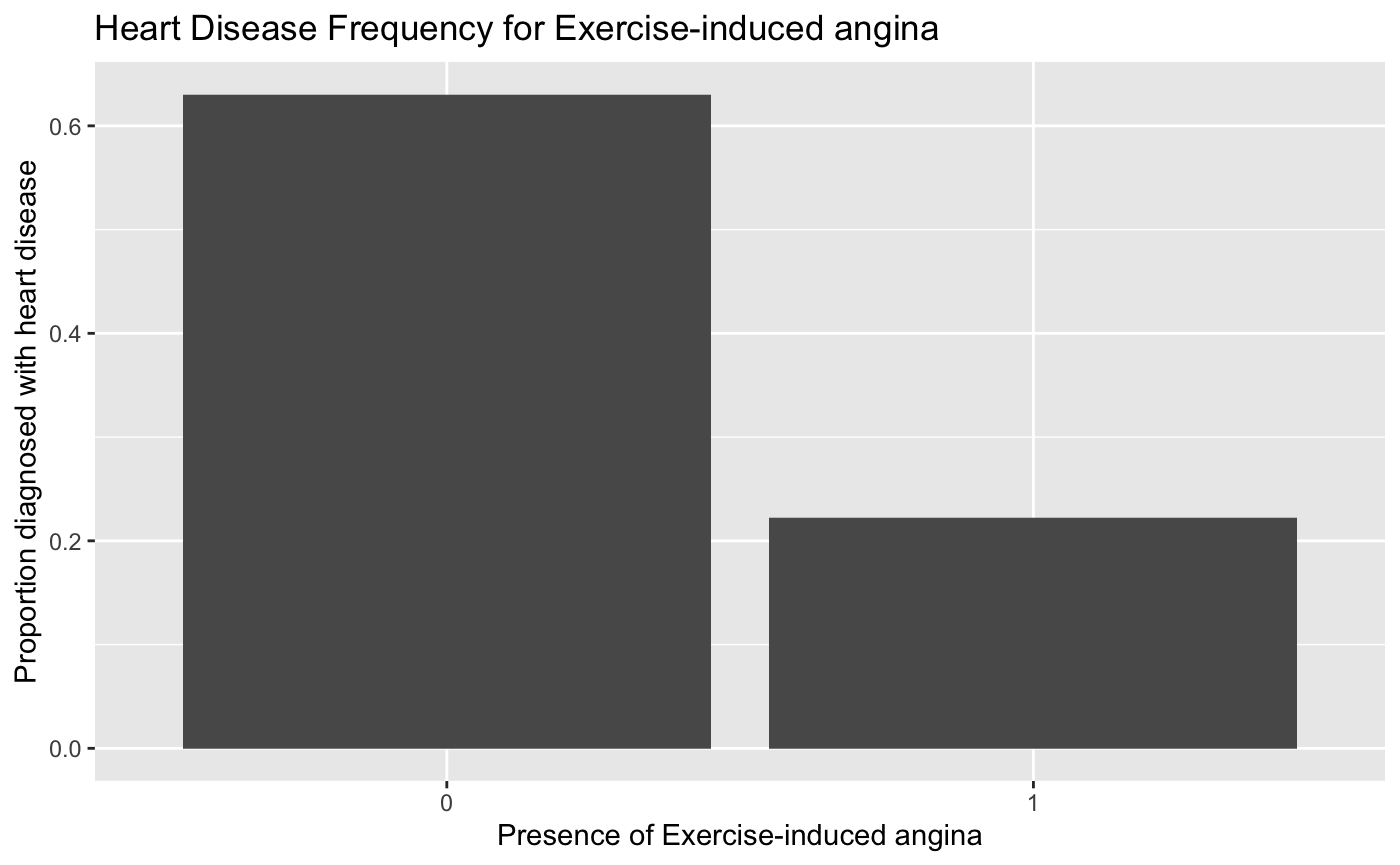 Heart Disease Frequency for Exercise-induced angina
Proportion diagnosed with heart disease
0.6
0.4
0.2
0.0
0
1
Presence of Exercise-induced angina